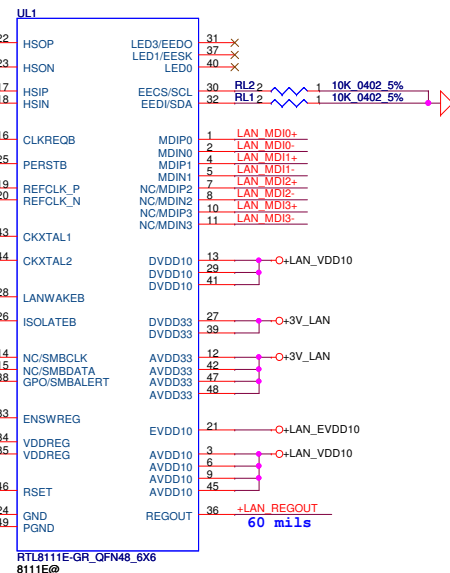 UL1
22 HSOP LED3/EEDO 31
LED1/EESK 37
23 HSON LED0 40
17 HSIP EECS/SCL 30 RL2 2 1 10K_0402_5%
18 HSIN EEDI/SDA 32 RL1 2 1 10K_0402_5%
16 CLKREQB MDIP0 1 LAN_MDI0+
MDIN0 2 LAN_MDI0-
25 PERSTB MDIP1 4 LAN_MDI1+
MDIN1 5 LAN_MDI1-
19 REFCLK_P NC/MDIP2 7 LAN_MDI2+
20 REFCLK_N NC/MDIN2 8 LAN_MDI2-
NC/MDIP3 10 LAN_MDI3+
NC/MDIN3 11 LAN_MDI3-
43 CKXTAL1
44 CKXTAL2 DVDD10 13 +LAN_VDD10
DVDD10 29
DVDD10 41
28 LANWAKEB
26 ISOLATEB DVDD33 27 +3V_LAN
DVDD33 39
14 NC/SMBCLK AVDD33 12 +3V_LAN
15 NC/SMBDATA AVDD33 42
38 GPO/SMBALERT AVDD33 47
AVDD33 48
33 ENSWREG
EVDD10 21 +LAN_EVDD10
34 VDDREG
35 VDDREG AVDD10 3 +LAN_VDD10
AVDD10 6
AVDD10 9
46 RSET AVDD10 45
24 GND REGOUT 36 +LAN_REGOUT
49 PGND
60 mils
RTL8111E-GR_QFN48_6X6
8111E@